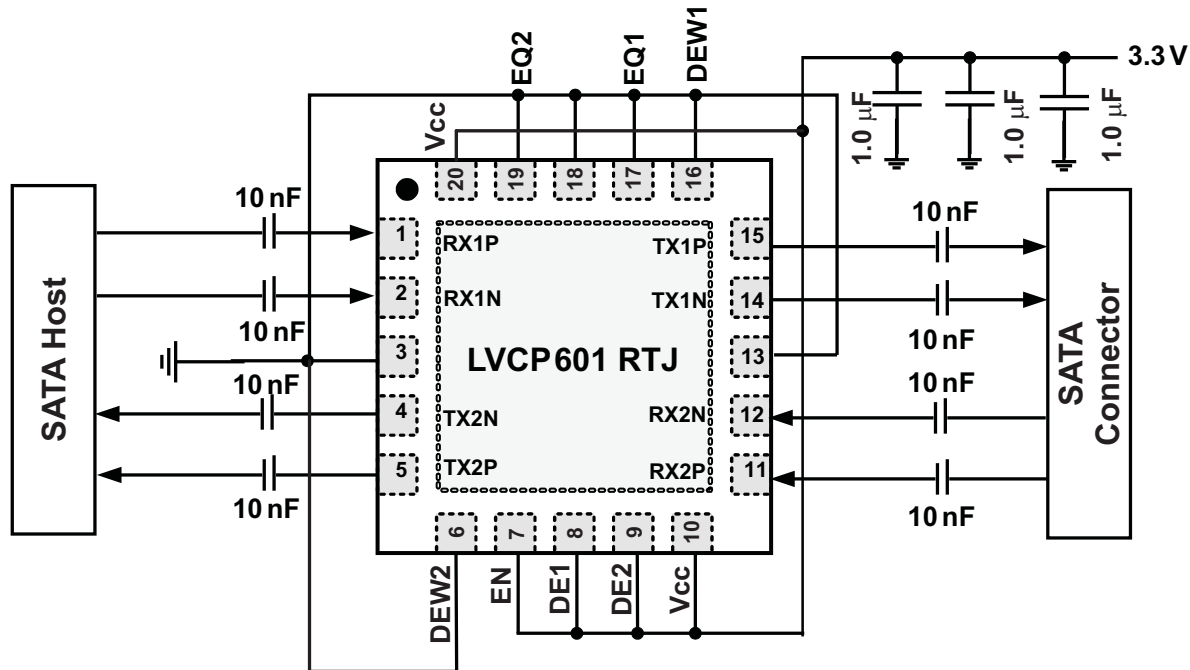 EQ2
EQ1
DEW1
3.3 V
Vcc
1.0 µF
1.0 µF
1.0 µF
20
19
18
17
16
SATA Host
10 nF
1
RX1P
TX1P
15
10 nF
10 nF
2
RX1N
TX1N
14
10 nF
3
LVCP601 RTJ
13
10 nF
4
TX2N
RX2N
12
10 nF
10 nF
5
TX2P
RX2P
11
10 nF
SATA
Connector
6
7
8
9
10
DEW2
EN
DE1
DE2
Vcc